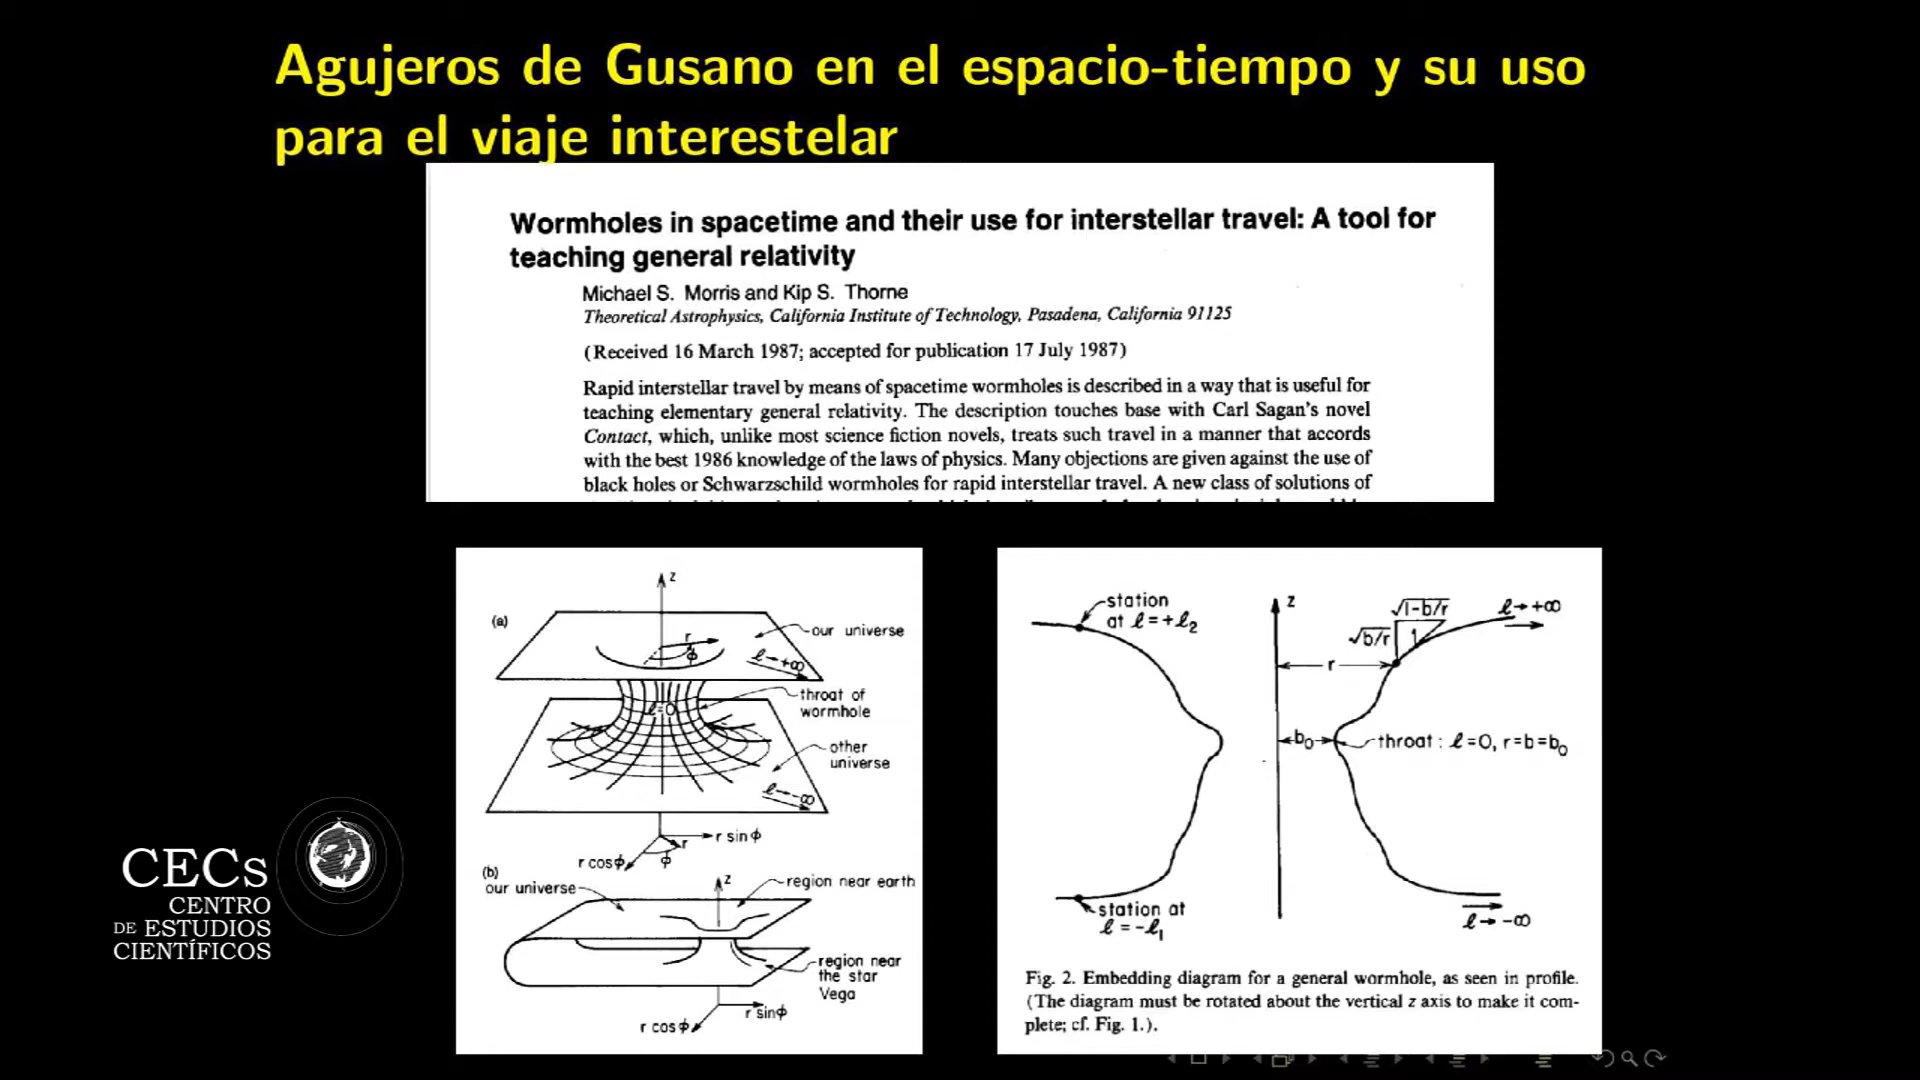 Agujeros de Gusano en el espacio-tiempo y su uso
para el viaje interestelar
Wormholes in spacetime and their use for interstellar travel: A tool for
teaching general relativity
Michael S. Morris and Kip S. Thorne
Theoretical Astrophysics, California Institute of Technology, Pasadena, California 91125
(Received 16 March 1987; accepted for publication 17 July 1987)
Rapid interstellar travel by means of spacetime wormholes is described in a way that is useful for
teaching elementary general relativity. The description touches base with Carl Sagan's novel
Contact, which, unlike most science fiction novels, treats such travel in a manner that accords
with the best 1986 knowledge of the laws of physics. Many objections are given against the use of
black holes or Schwarzschild wormholes for rapid interstellar travel. A new class of solutions of
z
(a)
our universe
r
ϕ
ℓ→+∞
throat of
wormhole
ℓ=0
other
universe
ℓ→-∞
r sinϕ
r
r cosϕ
ϕ
(b)
our universe
z
region near earth
region near
the star
Vega
r sinϕ
r cosϕ
station
at ℓ=+ℓ2
z
√1-b/r
ℓ→+∞
√b/r
1
r
b0
throat: ℓ=0, r=b=b0
station at
ℓ=-ℓ1
ℓ→-∞
Fig. 2. Embedding diagram for a general wormhole, as seen in profile.
(The diagram must be rotated about the vertical z axis to make it com-
plete; cf. Fig. 1.).
CECs
CENTRO
DE ESTUDIOS
CIENTÍFICOS